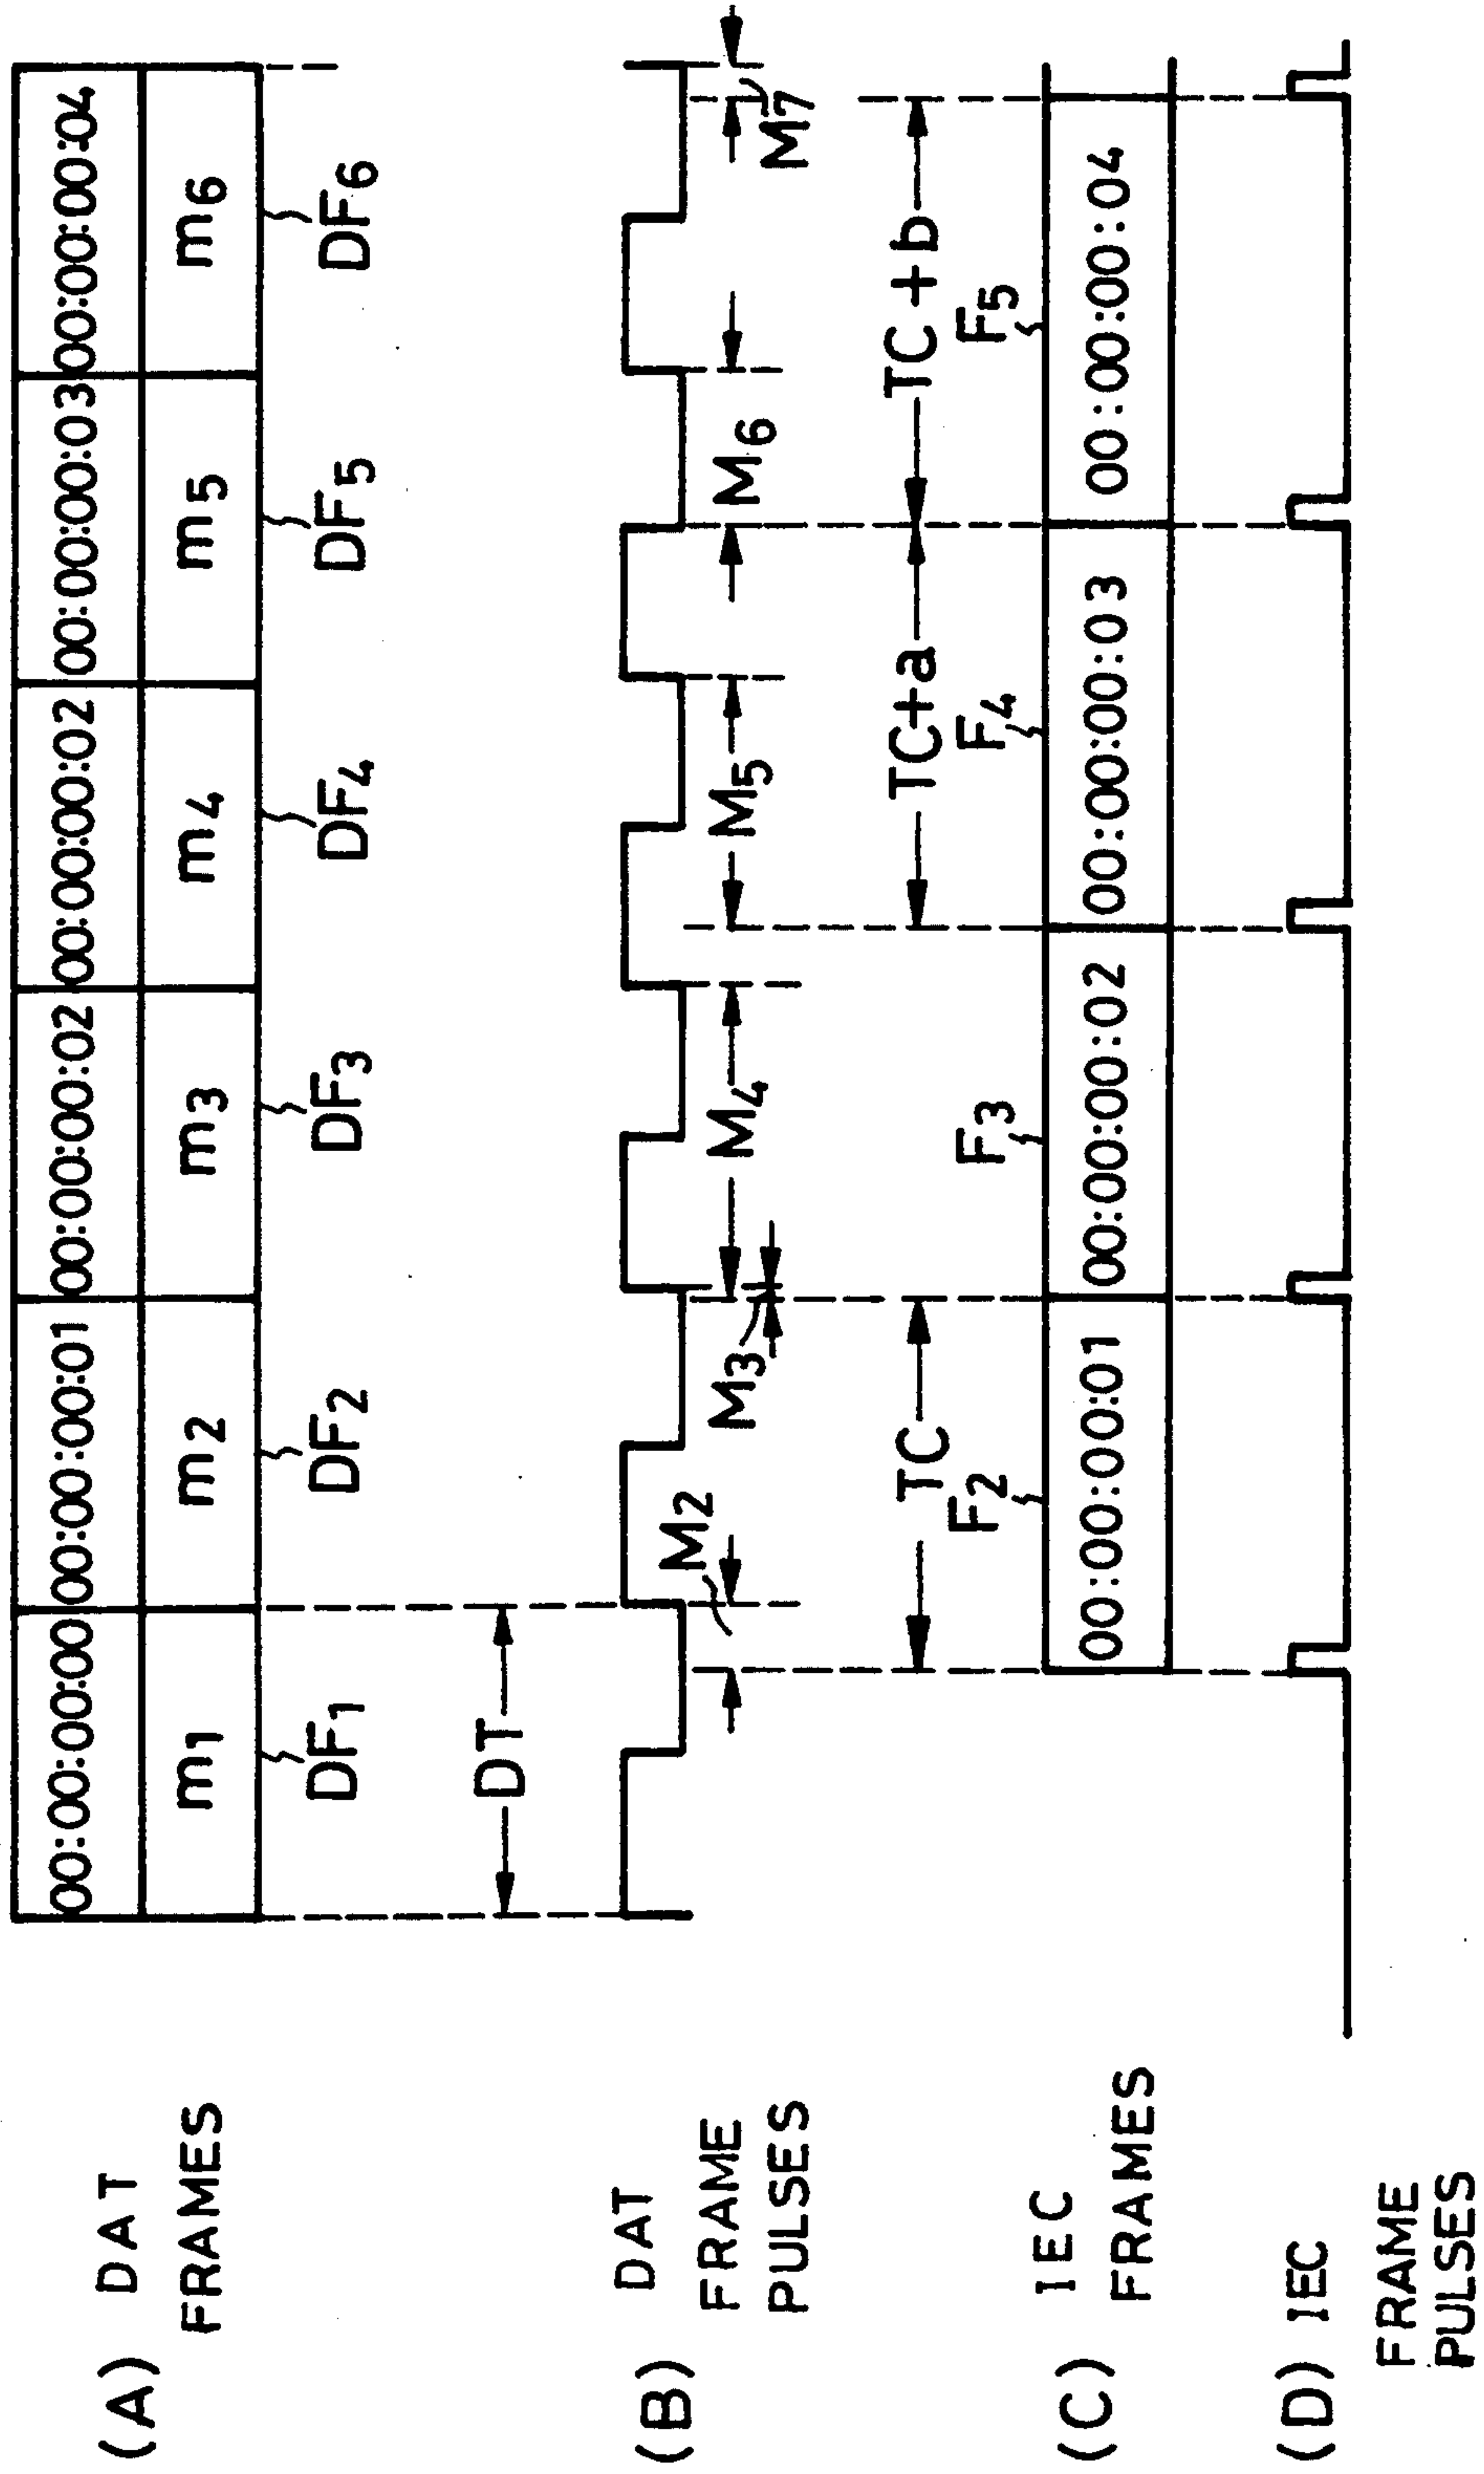 (A) DAT FRAMES
00:00:00:00 00:00:00:01 00:00:00:02 00:00:00:02 00:00:00:03 00:00:00:04
m1 m2 m3 m4 m5 m6
DF1 DF2 DF3 DF4 DF5 DF6
DT
(B) DAT FRAME PULSES
M2 M3 M4 M5 M6 M7
TC TC+a TC+b
F2 F3 F4 F5
(C) IEC FRAMES
00:00:00:01 00:00:00:02 00:00:00:03 00:00:00:04
(D) IEC FRAME PULSES